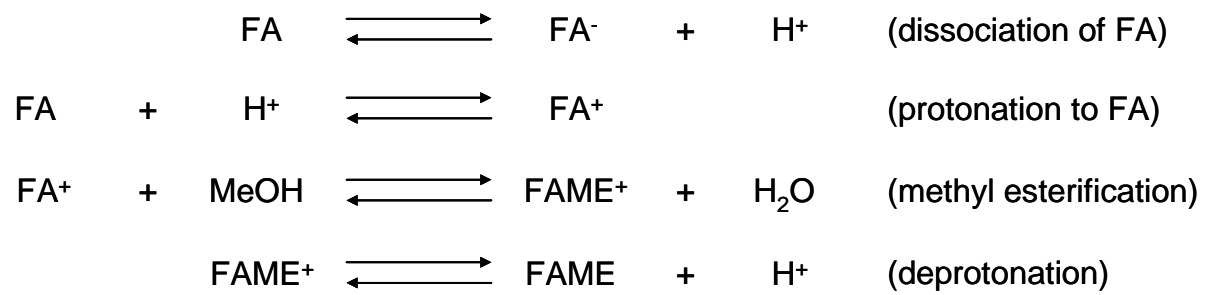 FA ⇌ FA⁻ + H⁺ (dissociation of FA)
FA + H⁺ ⇌ FA⁺ (protonation to FA)
FA⁺ + MeOH ⇌ FAME⁺ + H₂O (methyl esterification)
FAME⁺ ⇌ FAME + H⁺ (deprotonation)